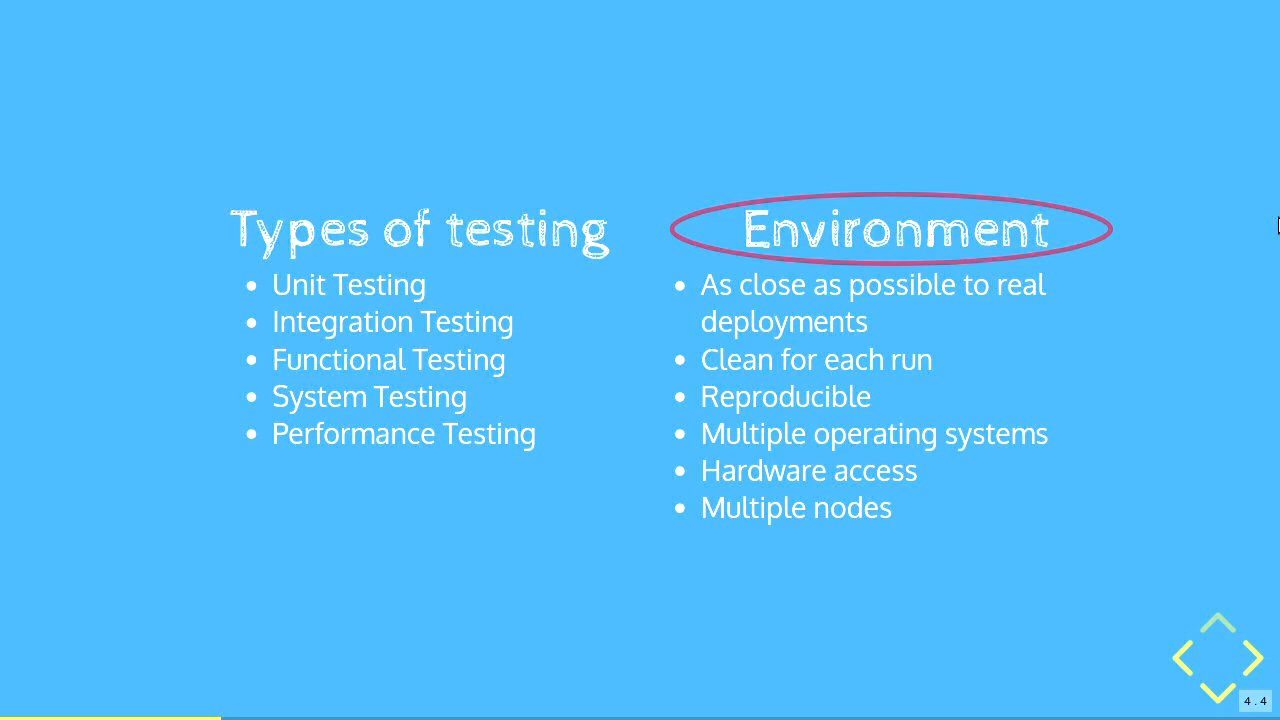 Types of testing
Unit Testing
Integration Testing
Functional Testing
System Testing
Performance Testing
Environment
As close as possible to real
deployments
Clean for each run
Reproducible
Multiple operating systems
Hardware access
Multiple nodes
4.4